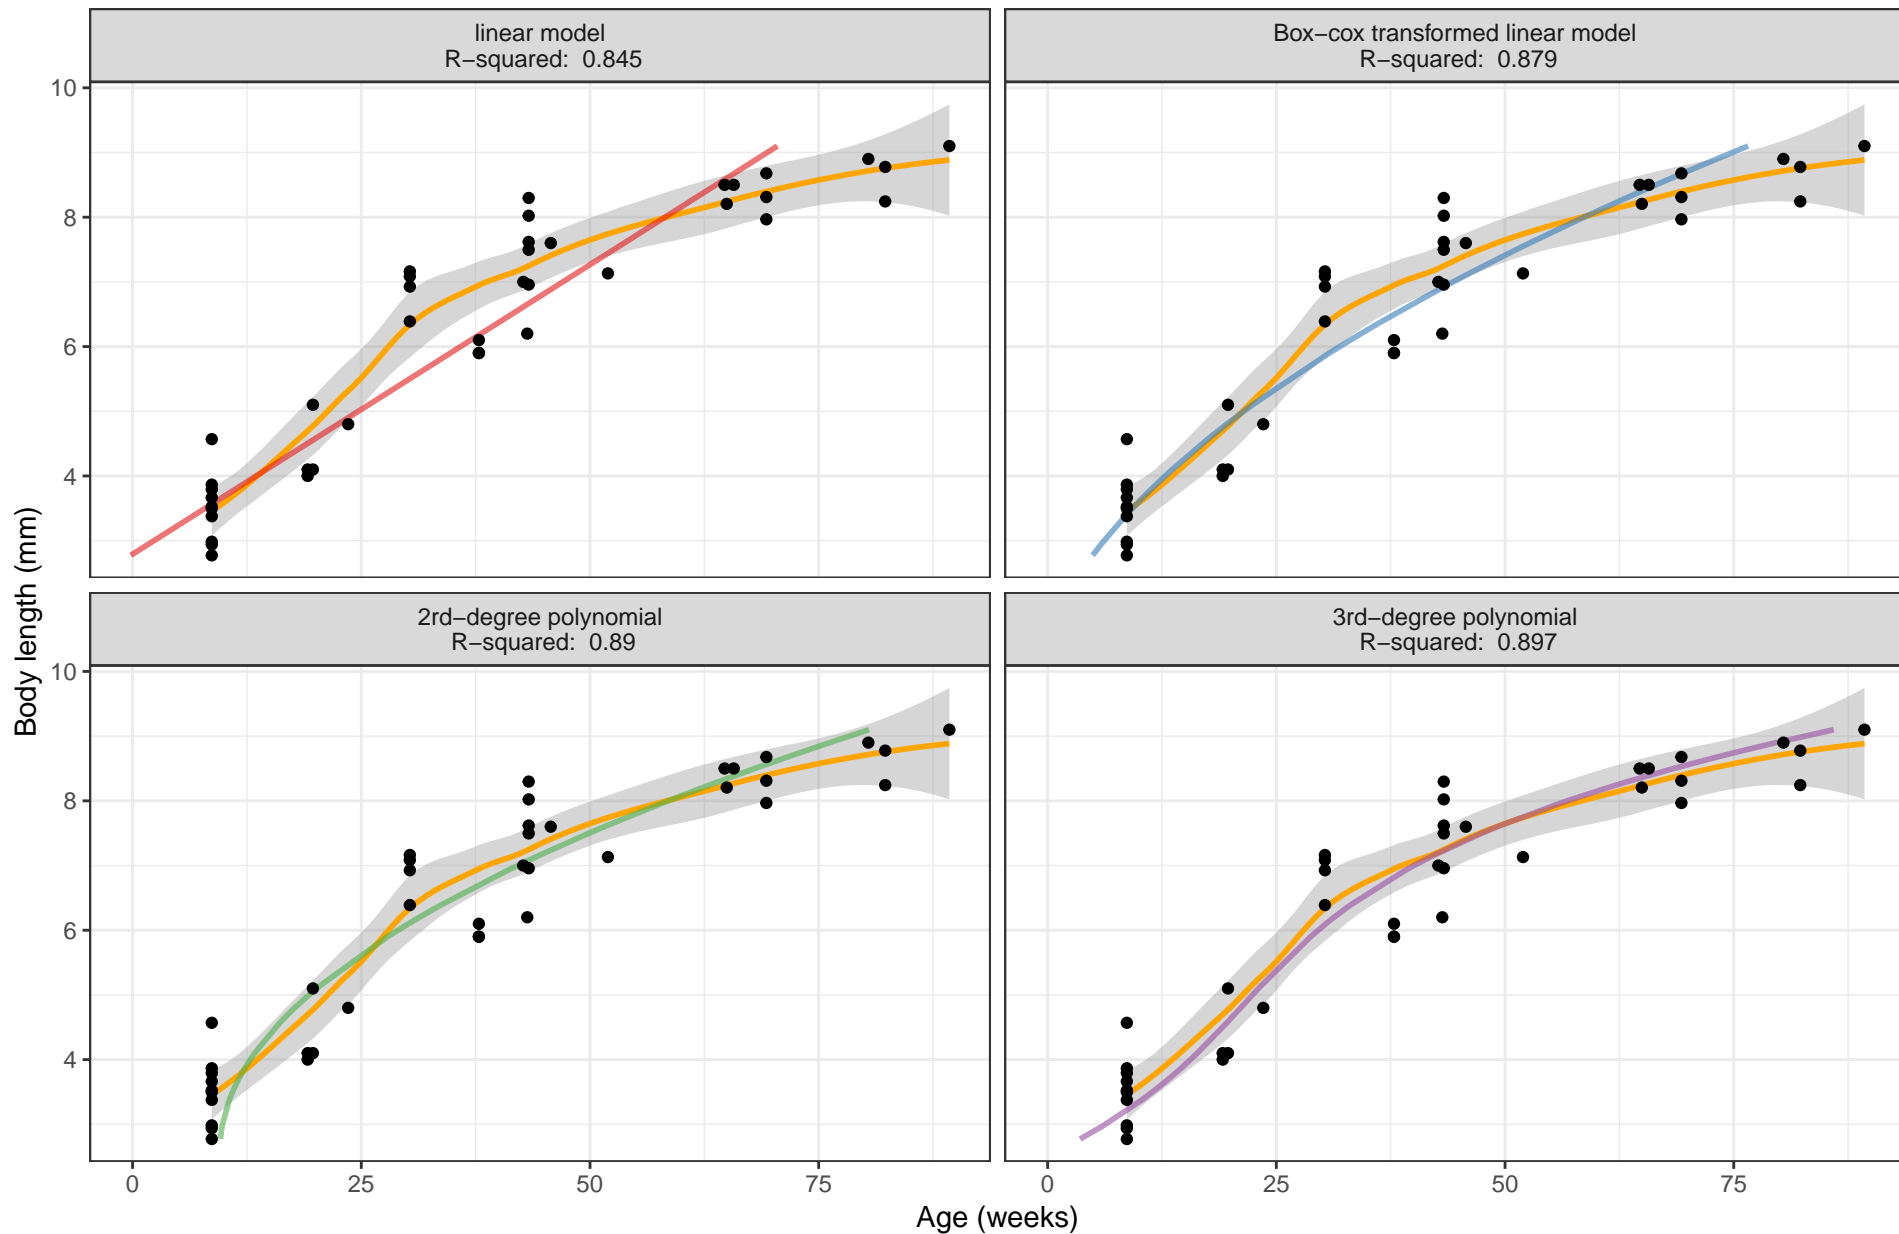 linear model
R−squared:  0.845
Box−cox transformed linear model
R−squared:  0.879
10
8
6
4
2rd−degree polynomial
R−squared:  0.89
3rd−degree polynomial
R−squared:  0.897
10
8
6
4
Body length (mm)
0 25 50 75
0 25 50 75
Age (weeks)